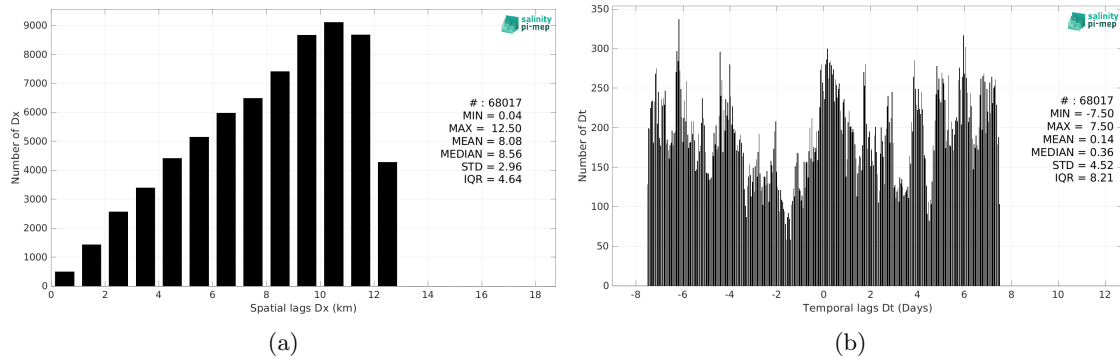 9000
8000
7000
6000
5000
4000
3000
2000
1000
0
Number of Dx
0 2 4 6 8 10 12 14 16 18
Spatial lags Dx (km)
salinity
pi-mep
# : 68017
MIN = 0.04
MAX = 12.50
MEAN = 8.08
MEDIAN = 8.56
STD = 2.96
IQR = 4.64
(a)
350
300
250
200
150
100
50
0
Number of Dt
-8 -6 -4 -2 0 2 4 6 8 10 12
Temporal lags Dt (Days)
salinity
pi-mep
# : 68017
MIN = -7.50
MAX = 7.50
MEAN = 0.14
MEDIAN = 0.36
STD = 4.52
IQR = 8.21
(b)